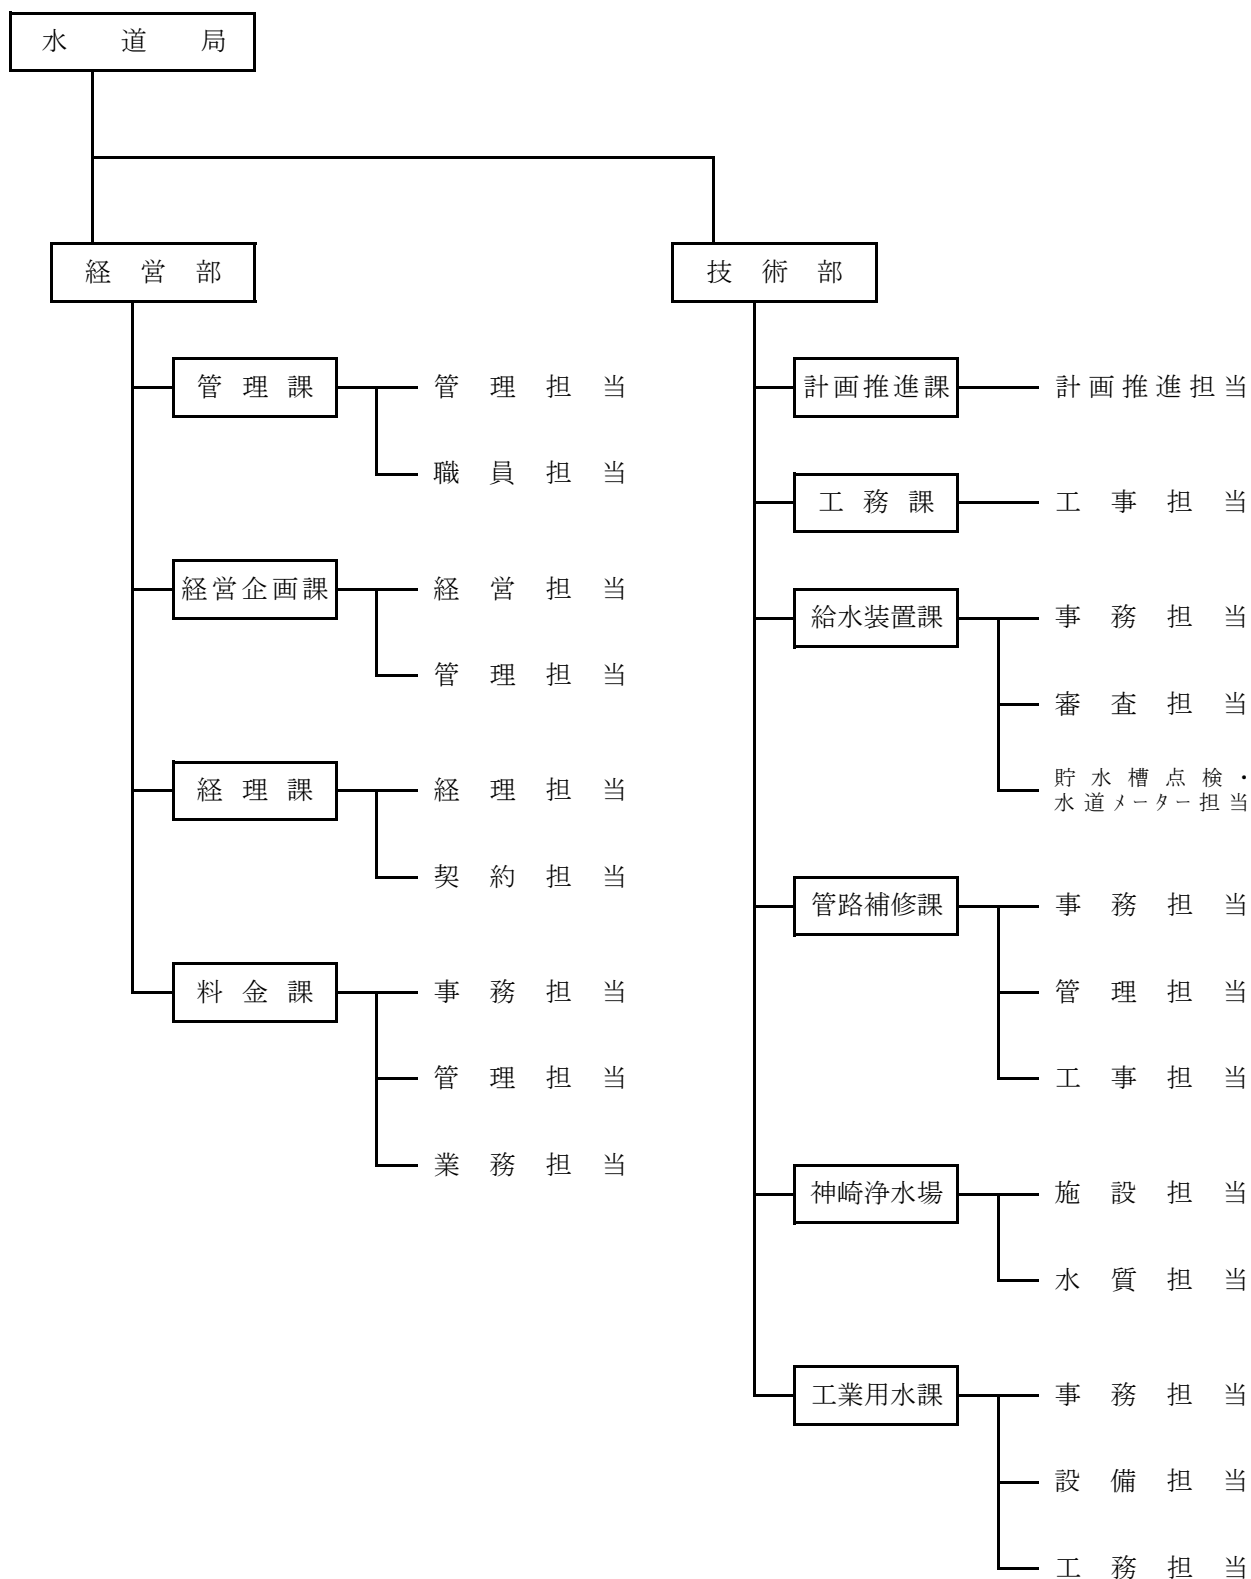 水道局
経営部
管理課
管理担当
職員担当
経営企画課
経営担当
管理担当
経理課
経理担当
契約担当
料金課
事務担当
管理担当
業務担当
技術部
計画推進課
計画推進担当
工務課
工事担当
給水装置課
事務担当
審査担当
貯水槽点検・
水道メーター担当
管路補修課
事務担当
管理担当
工事担当
神崎浄水場
施設担当
水質担当
工業用水課
事務担当
設備担当
工務担当